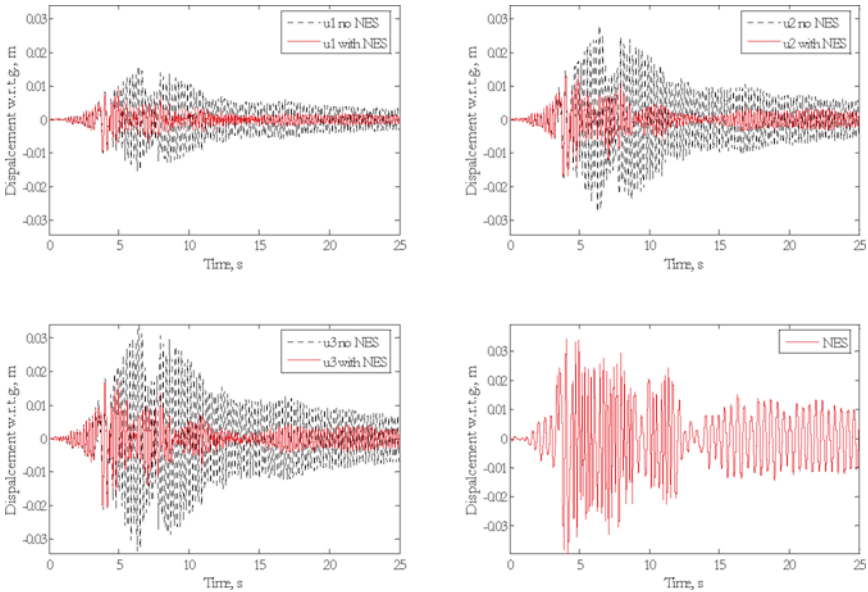 Dispalcement w.r.t.g., m
0.03
0.02
0.01
0
-0.01
-0.02
-0.03
0 5 10 15 20 25
Time, s
u1 no NES
u1 with NES
Dispalcement w.r.t.g., m
0.03
0.02
0.01
0
-0.01
-0.02
-0.03
0 5 10 15 20 25
Time, s
u2 no NES
u2 with NES
Dispalcement w.r.t.g., m
0.03
0.02
0.01
0
-0.01
-0.02
-0.03
0 5 10 15 20 25
Time, s
u3 no NES
u3 with NES
Dispalcement w.r.t.g., m
0.03
0.02
0.01
0
-0.01
-0.02
-0.03
0 5 10 15 20 25
Time, s
NES